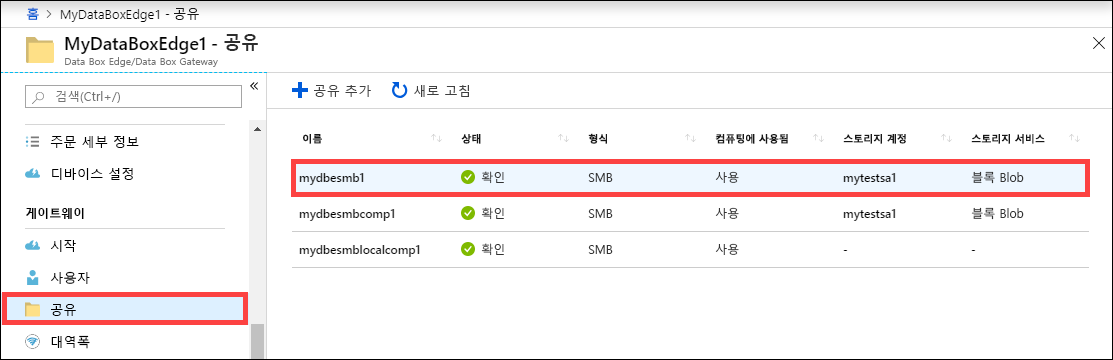 홈 > MyDataBoxEdge1 - 공유
MyDataBoxEdge1 - 공유
Data Box Edge/Data Box Gateway
검색(Ctrl+/)
주문 세부 정보
디바이스 설정
게이트웨이
시작
사용자
공유
대역폭
공유 추가 새로 고침
이름 상태 형식 컴퓨팅에 사용됨 스토리지 계정 스토리지 서비스
mydbesmb1 확인 SMB 사용 mytestsa1 블록 Blob
mydbesmbcomp1 확인 SMB 사용 mytestsa1 블록 Blob
mydbesmblocalcomp1 확인 SMB 사용 - -